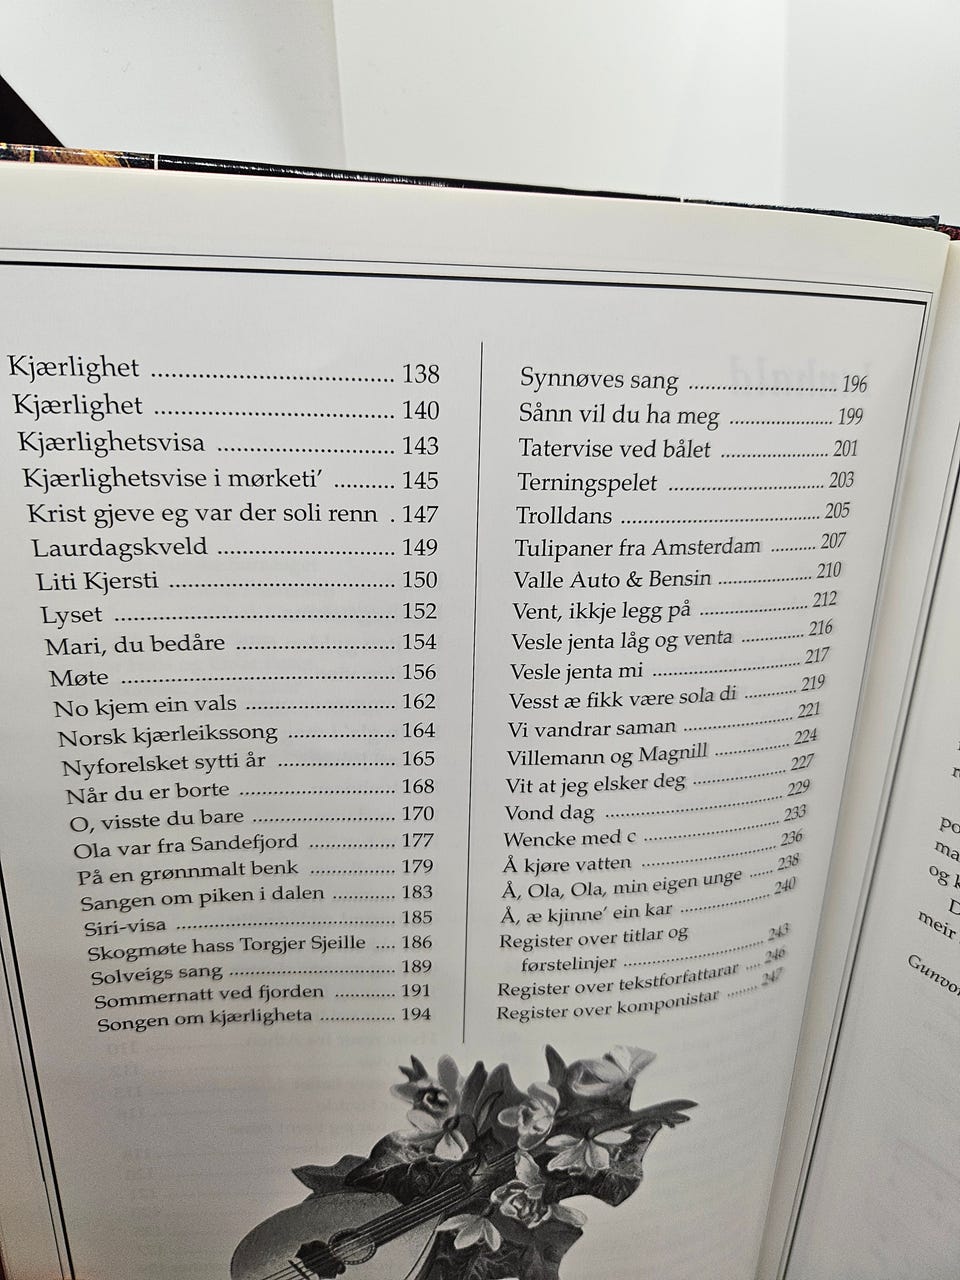 Kjærlighet ..................................... 138
Kjærlighet ..................................... 140
Kjærlighetsvisa ........................... 143
Kjærlighetsvise i mørketi’ .......... 145
Krist gjeve eg var der soli renn . 147
Laurdagskveld ........................... 149
Liti Kjersti ................................... 150
Lyset ............................................ 152
Mari, du bedåre ......................... 154
Møte ............................................ 156
No kjem ein vals ........................ 162
Norsk kjærleikssong .................. 164
Nyforelsket sytti år .................... 165
Når du er borte .......................... 168
O, visste du bare ........................ 170
Ola var fra Sandefjord ............... 177
På en grønnmalt benk ............... 179
Sangen om piken i dalen ........... 183
Siri-visa ...................................... 185
Skogmøte hass Torgjer Sjeille .... 186
Solveigs sang .............................. 189
Sommernatt ved fjorden ............ 191
Songen om kjærligheta ............... 194
Synnøves sang ......................... 196
Sånn vil du ha meg .................. 199
Tatervise ved bålet ................... 201
Terningspelet ............................ 203
Trolldans ................................... 205
Tulipaner fra Amsterdam .......... 207
Valle Auto & Bensin .................. 210
Vent, ikkje legg på .................... 212
Vesle jenta låg og venta ............ 216
Vesle jenta mi ........................... 217
Vesst æ fikk være sola di .......... 219
Vi vandrar saman ...................... 221
Villemann og Magnill ................ 224
Vit at jeg elsker deg .................. 227
Vond dag ................................... 229
Wencke med c ........................... 233
Å kjøre vatten ........................... 236
Å, Ola, Ola, min eigen unge ...... 238
Å, æ kjinne’ ein kar ................... 240
Register over titlar og
førstelinjer ................................ 243
Register over tekstforfattarar .... 246
Register over komponistar ........ 247
og
meir